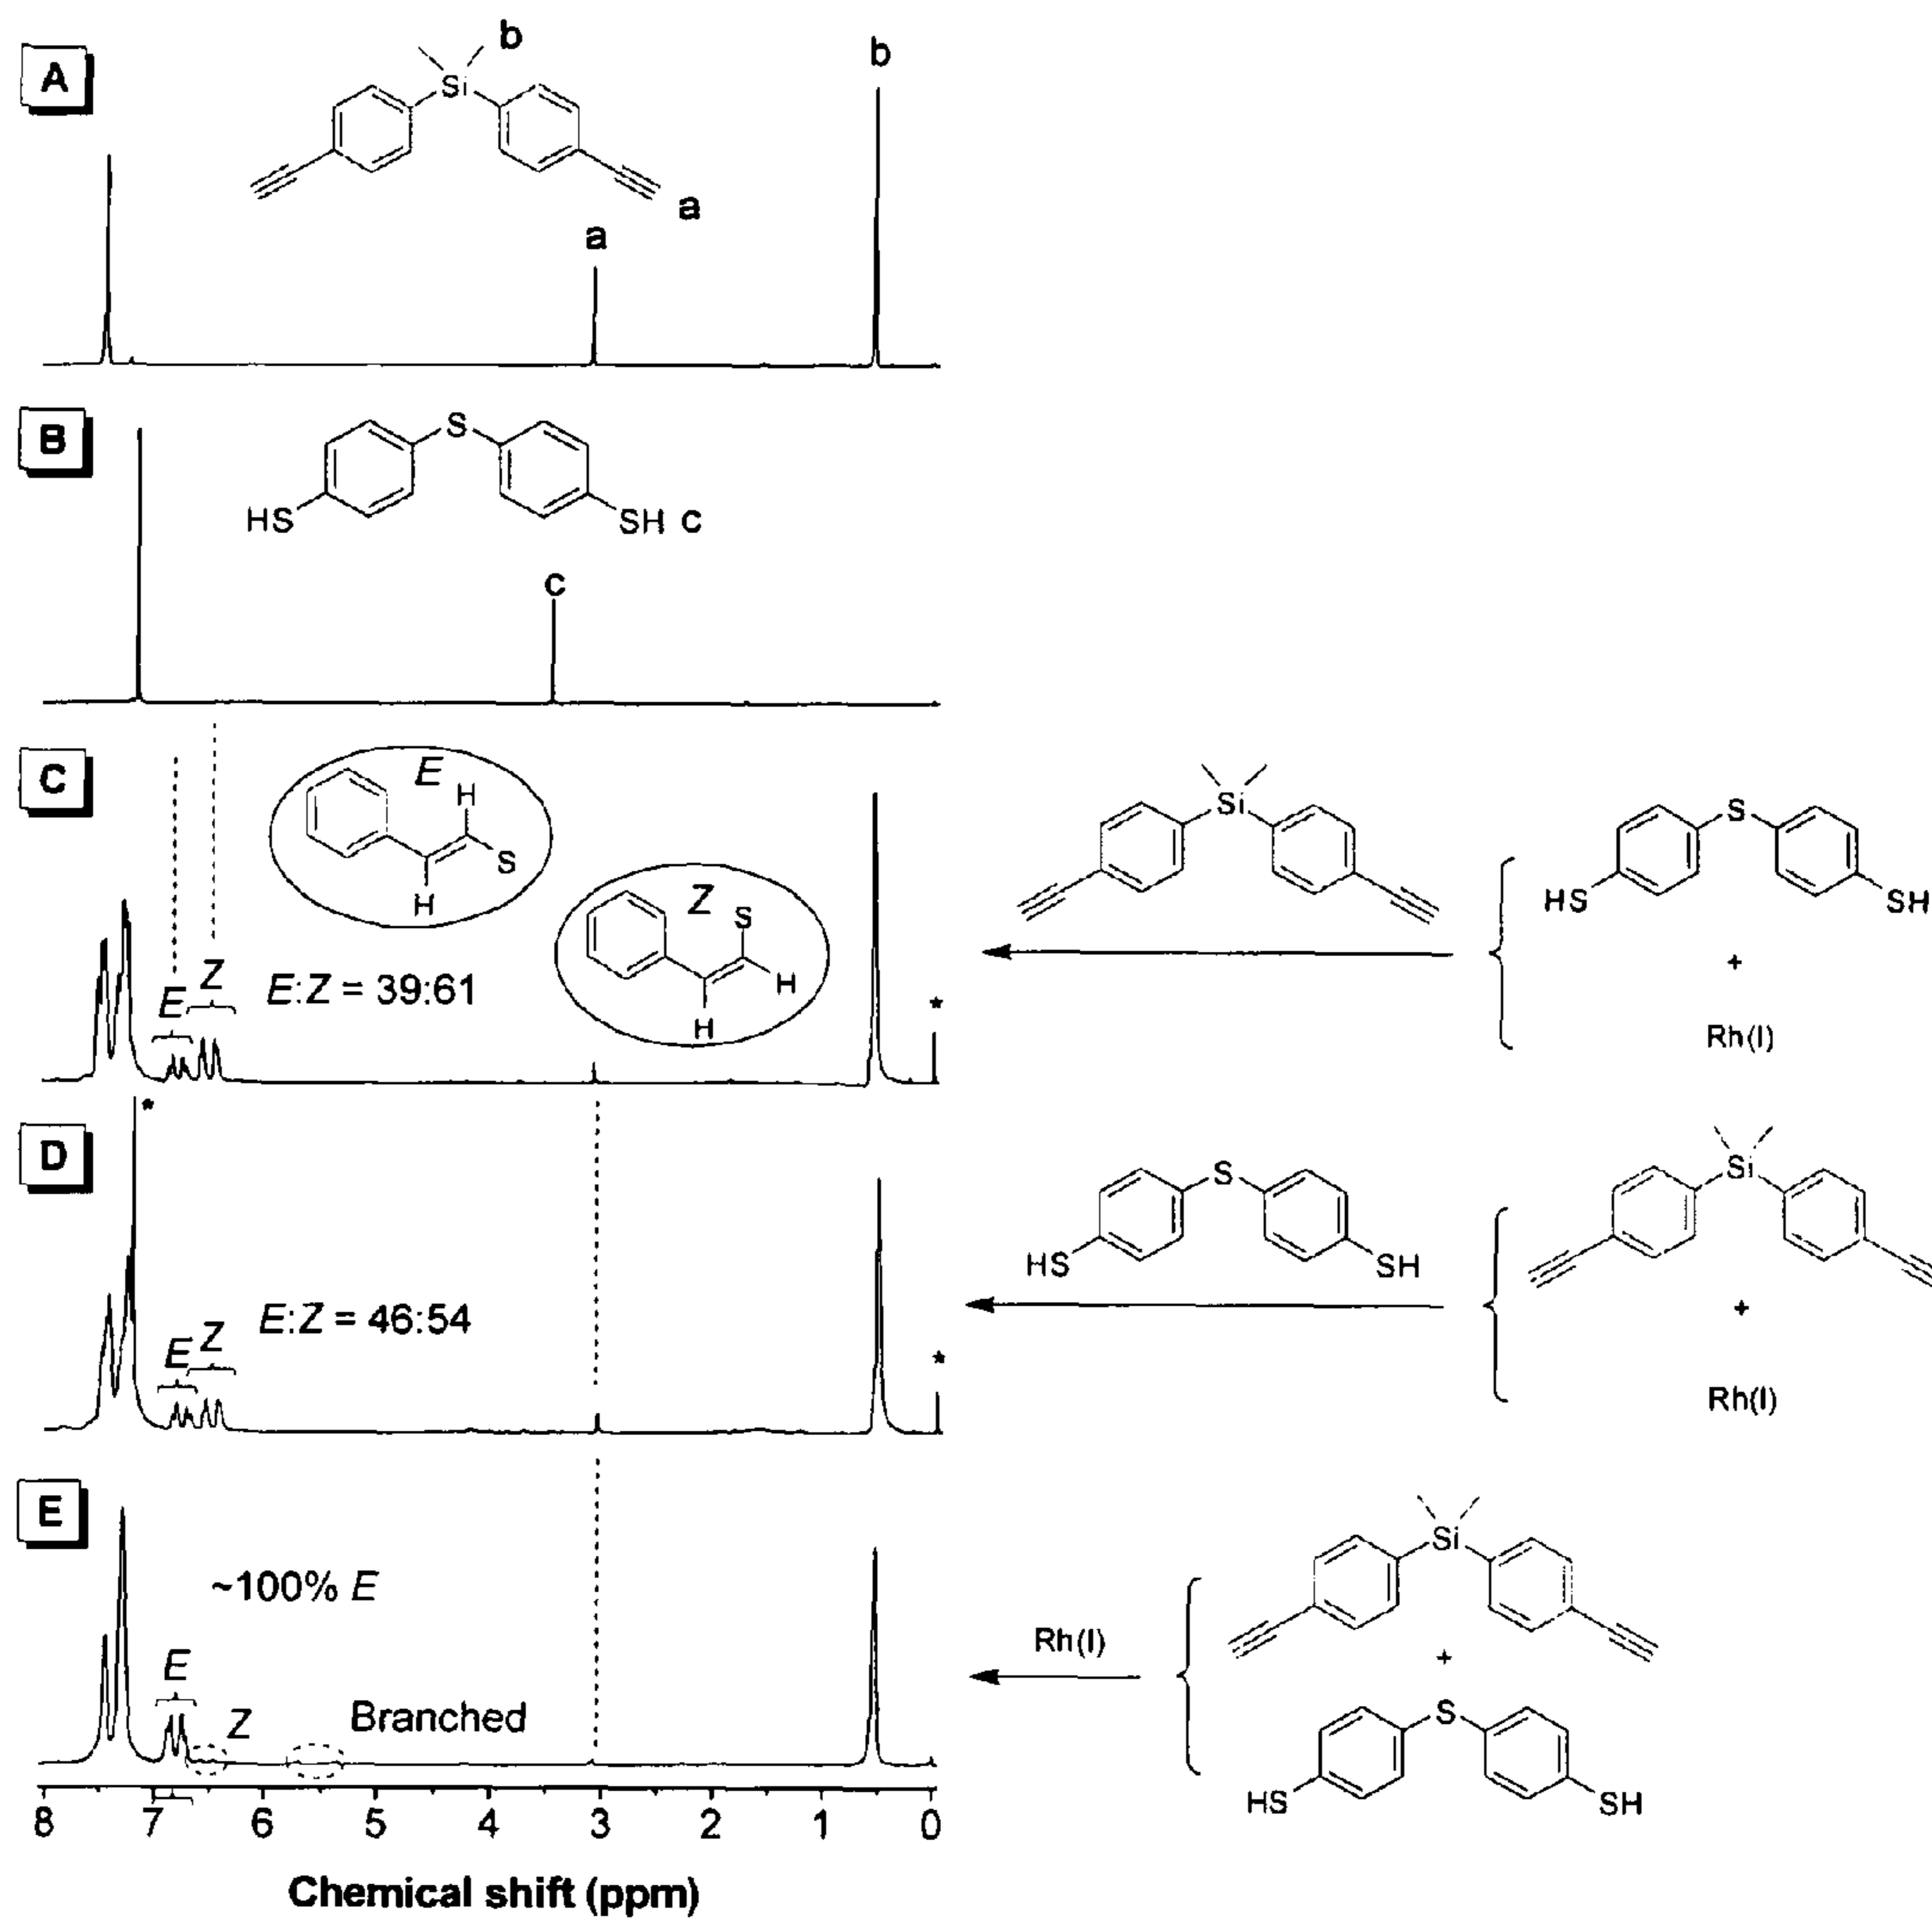 A
b
Si
b
a
a
B
S
HS
SH c
c
C
E
H
S
H
Z
S
H
H
E
Z
E:Z = 39:61
*
Si
S
HS
SH
+
Rh(I)
D
*
E
Z
E:Z = 46:54
*
S
HS
SH
Si
+
Rh(I)
E
~100% E
E
Z
Branched
Rh(I)
Si
+
S
HS
SH
8 7 6 5 4 3 2 1 0
Chemical shift (ppm)